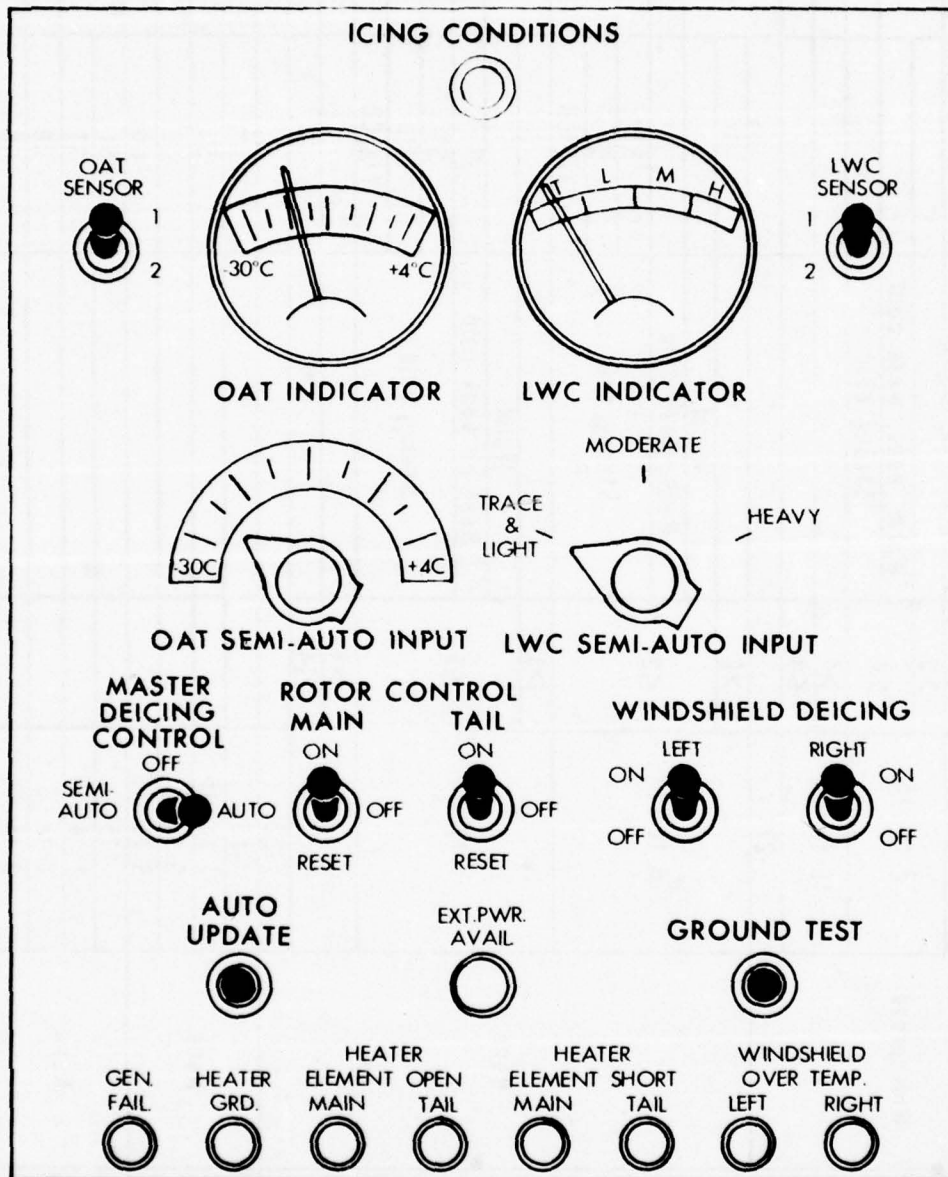 ICING CONDITIONS
OAT
SENSOR
1
2
-30°C
+4°C
OAT INDICATOR
T L M H
LWC INDICATOR
LWC
SENSOR
1
2
-30C
+4C
OAT SEMI-AUTO INPUT
MODERATE
TRACE
&
LIGHT
HEAVY
LWC SEMI-AUTO INPUT
MASTER
DEICING
CONTROL
OFF
SEMI-
AUTO
AUTO
ROTOR CONTROL
MAIN TAIL
ON ON
OFF OFF
RESET RESET
WINDSHIELD DEICING
LEFT RIGHT
ON ON
OFF OFF
AUTO
UPDATE
EXT.PWR.
AVAIL
GROUND TEST
GEN.
FAIL.
HEATER
GRD.
HEATER
ELEMENT OPEN
MAIN TAIL
HEATER
ELEMENT SHORT
MAIN TAIL
WINDSHIELD
OVER TEMP.
LEFT RIGHT